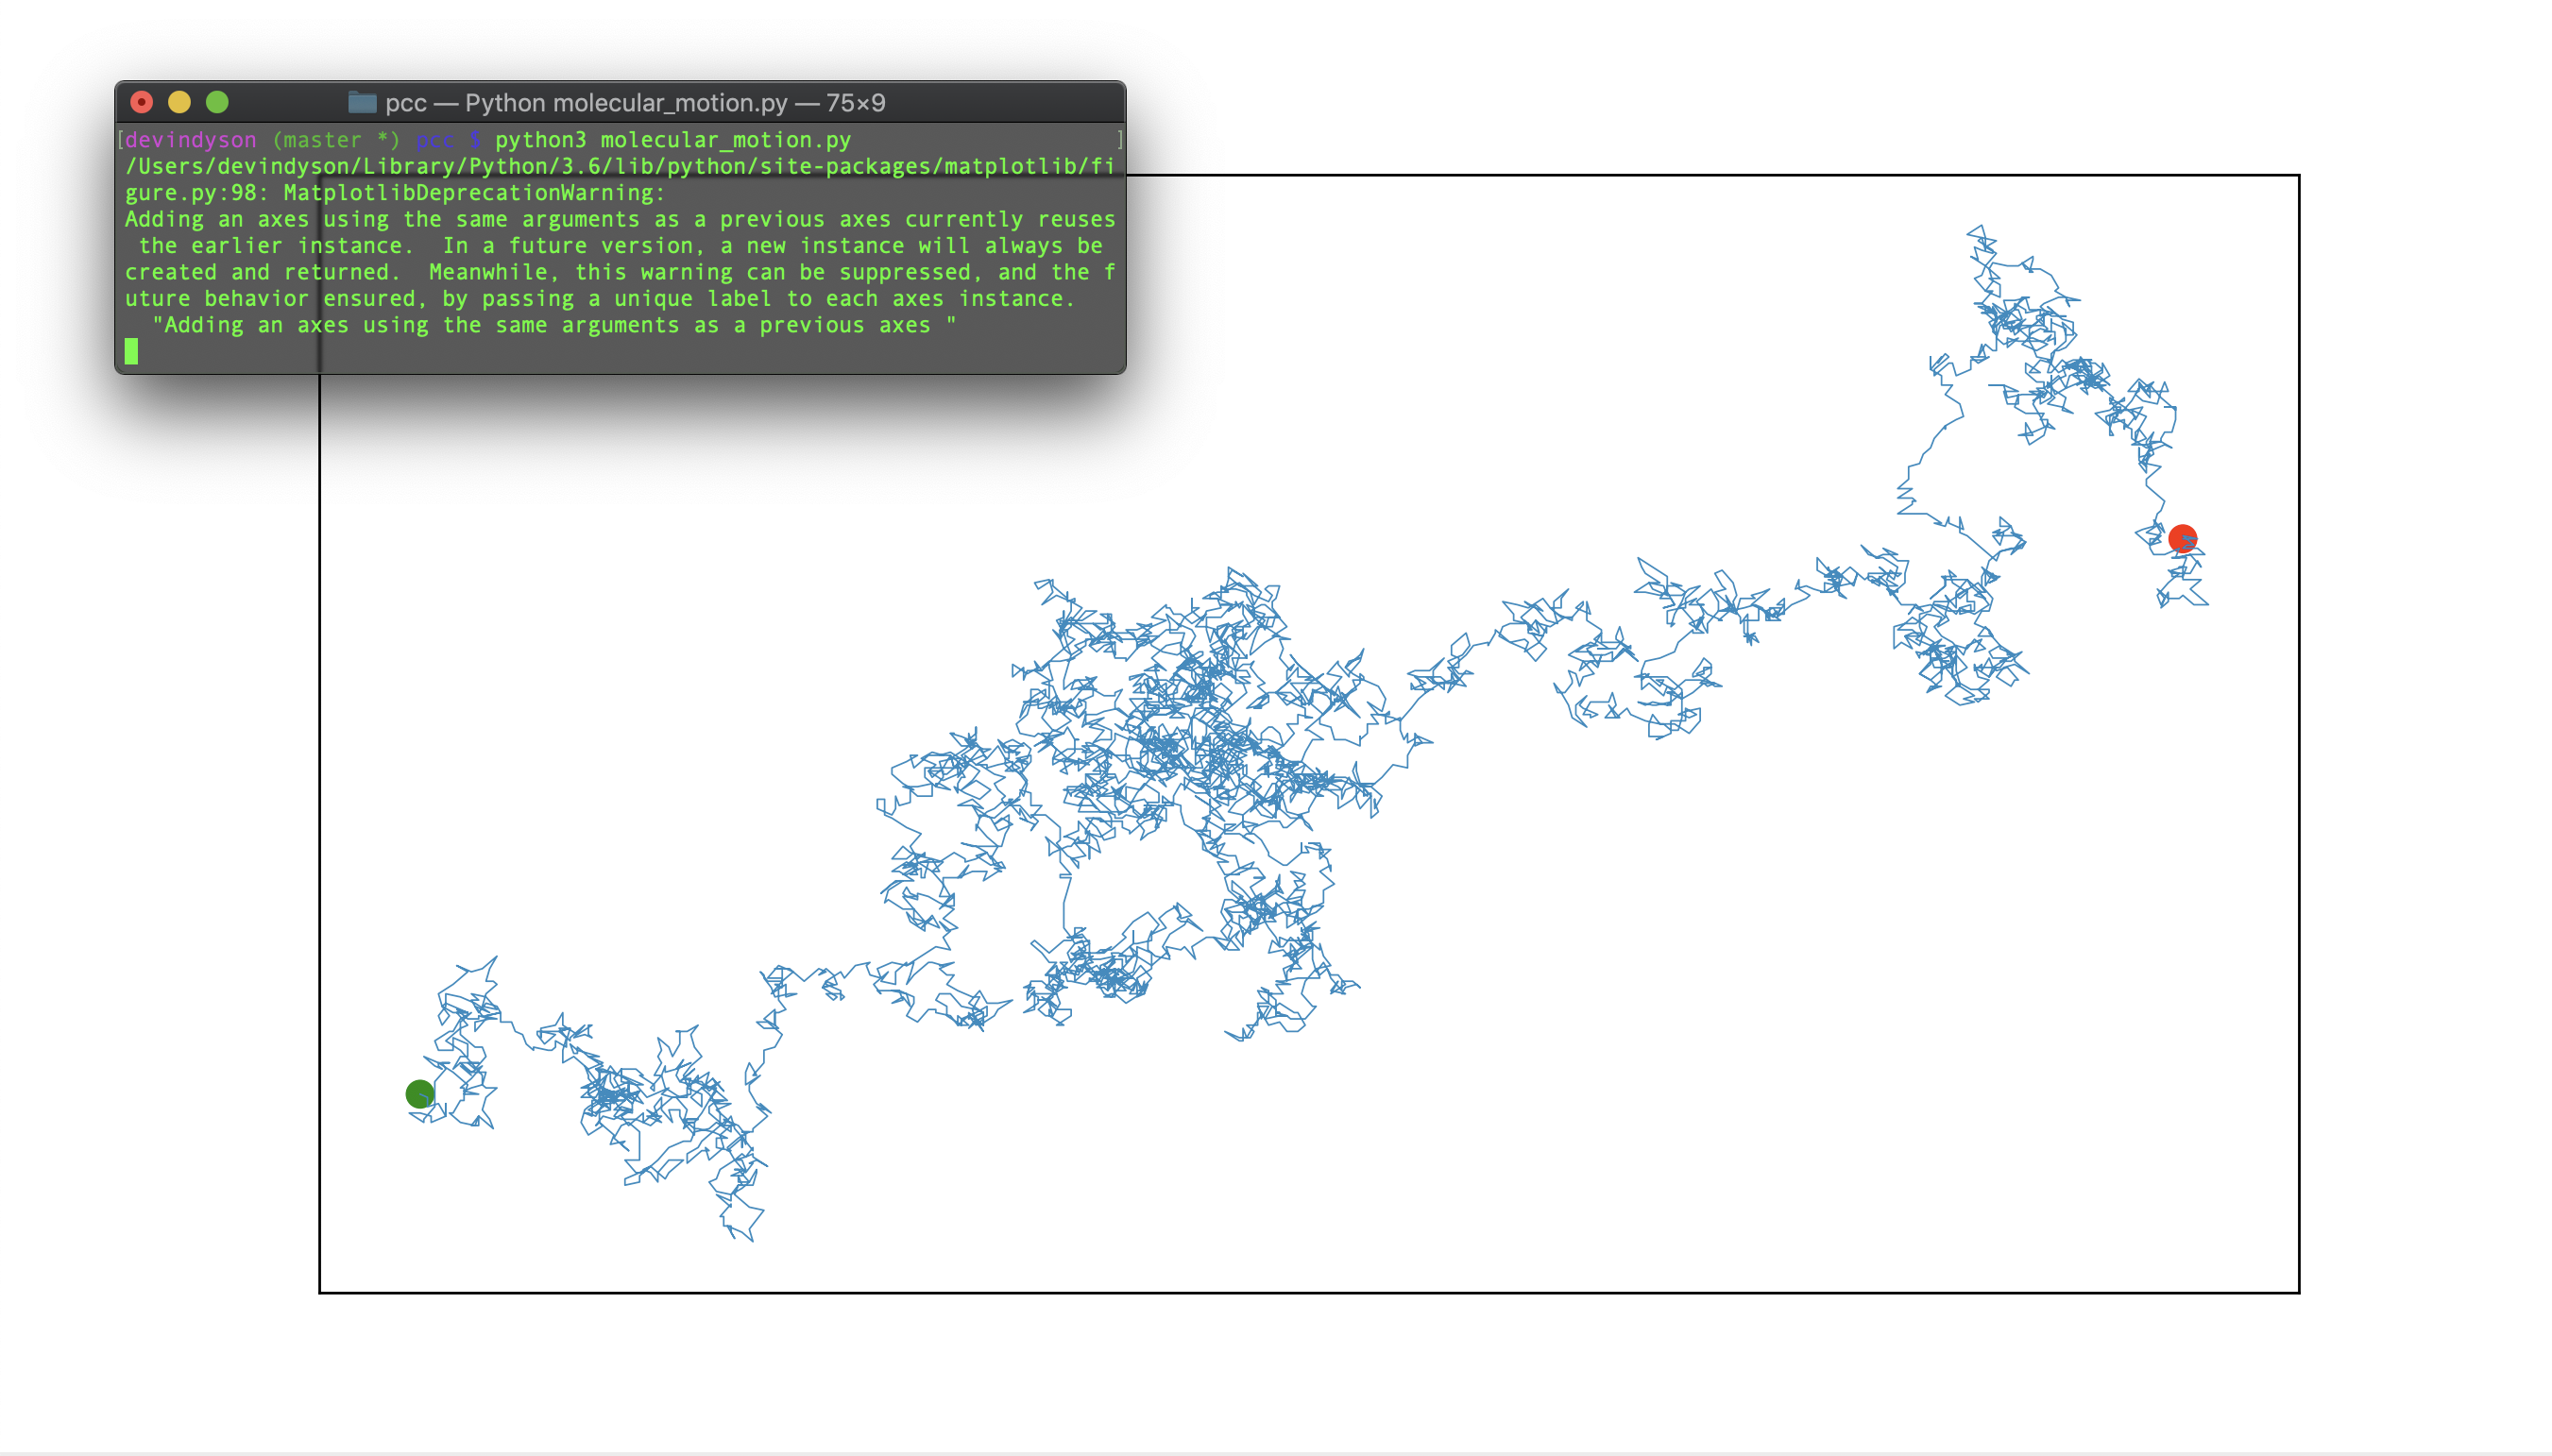 pcc — Python molecular_motion.py — 75×9
[devindyson (master *) pcc $ python3 molecular_motion.py ]
/Users/devindyson/Library/Python/3.6/lib/python/site-packages/matplotlib/fi
gure.py:98: MatplotlibDeprecationWarning:
Adding an axes using the same arguments as a previous axes currently reuses
 the earlier instance.  In a future version, a new instance will always be
created and returned.  Meanwhile, this warning can be suppressed, and the f
uture behavior ensured, by passing a unique label to each axes instance.
  "Adding an axes using the same arguments as a previous axes "